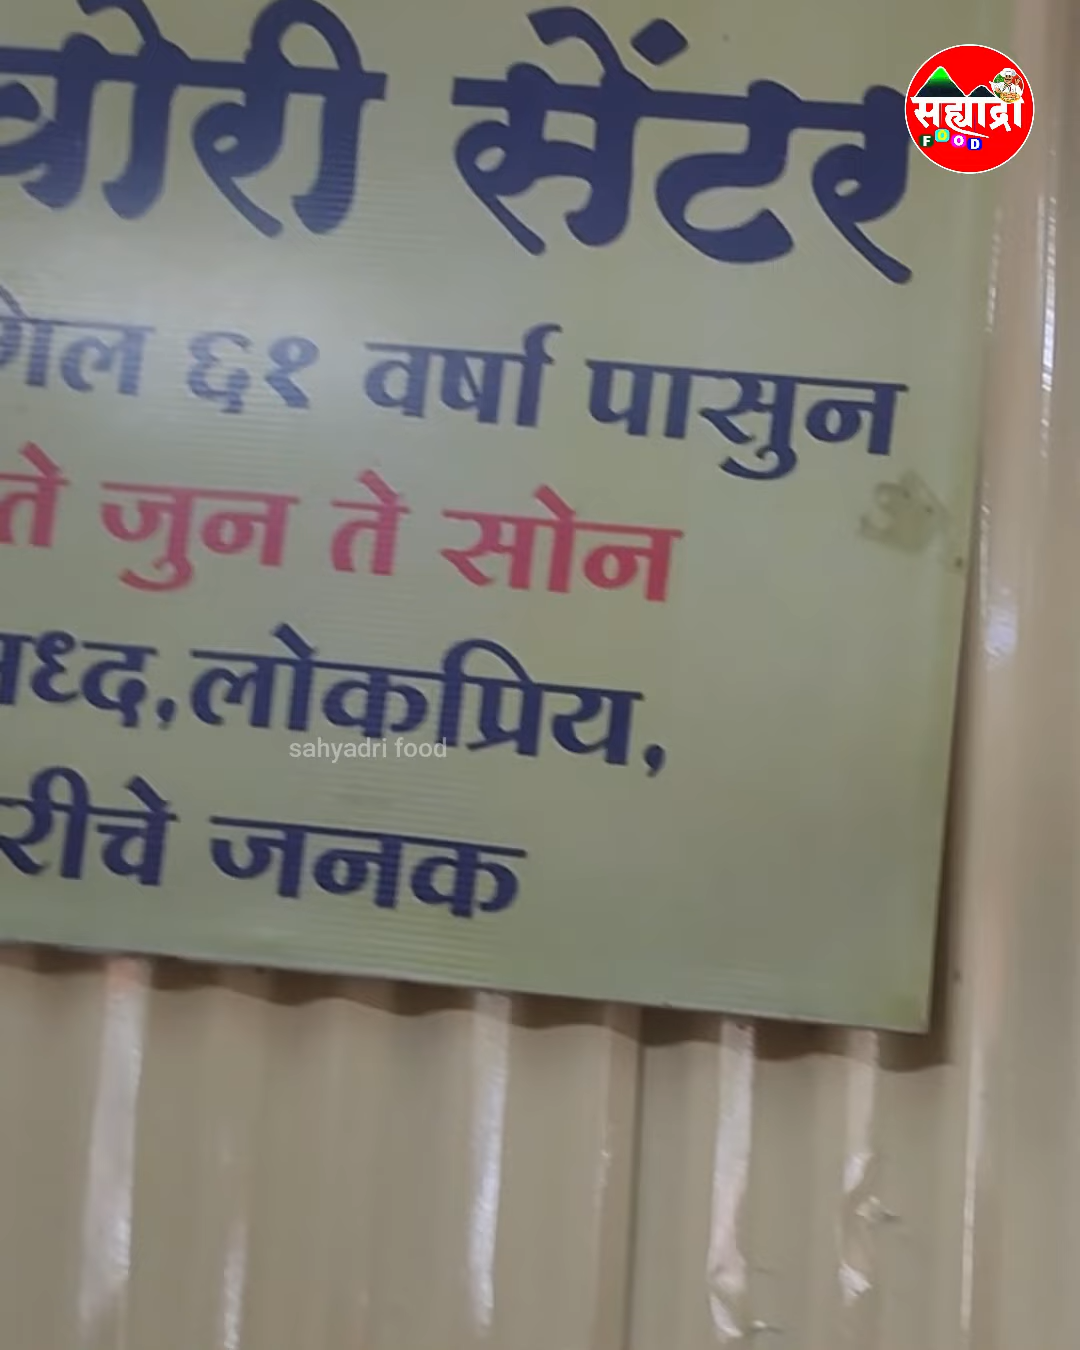 सेंटर
६१ वर्षा पासुन
ते जुन ते सोन
लोकप्रिय,
जनक
सह्याद्री
FOOD
sahyadri food